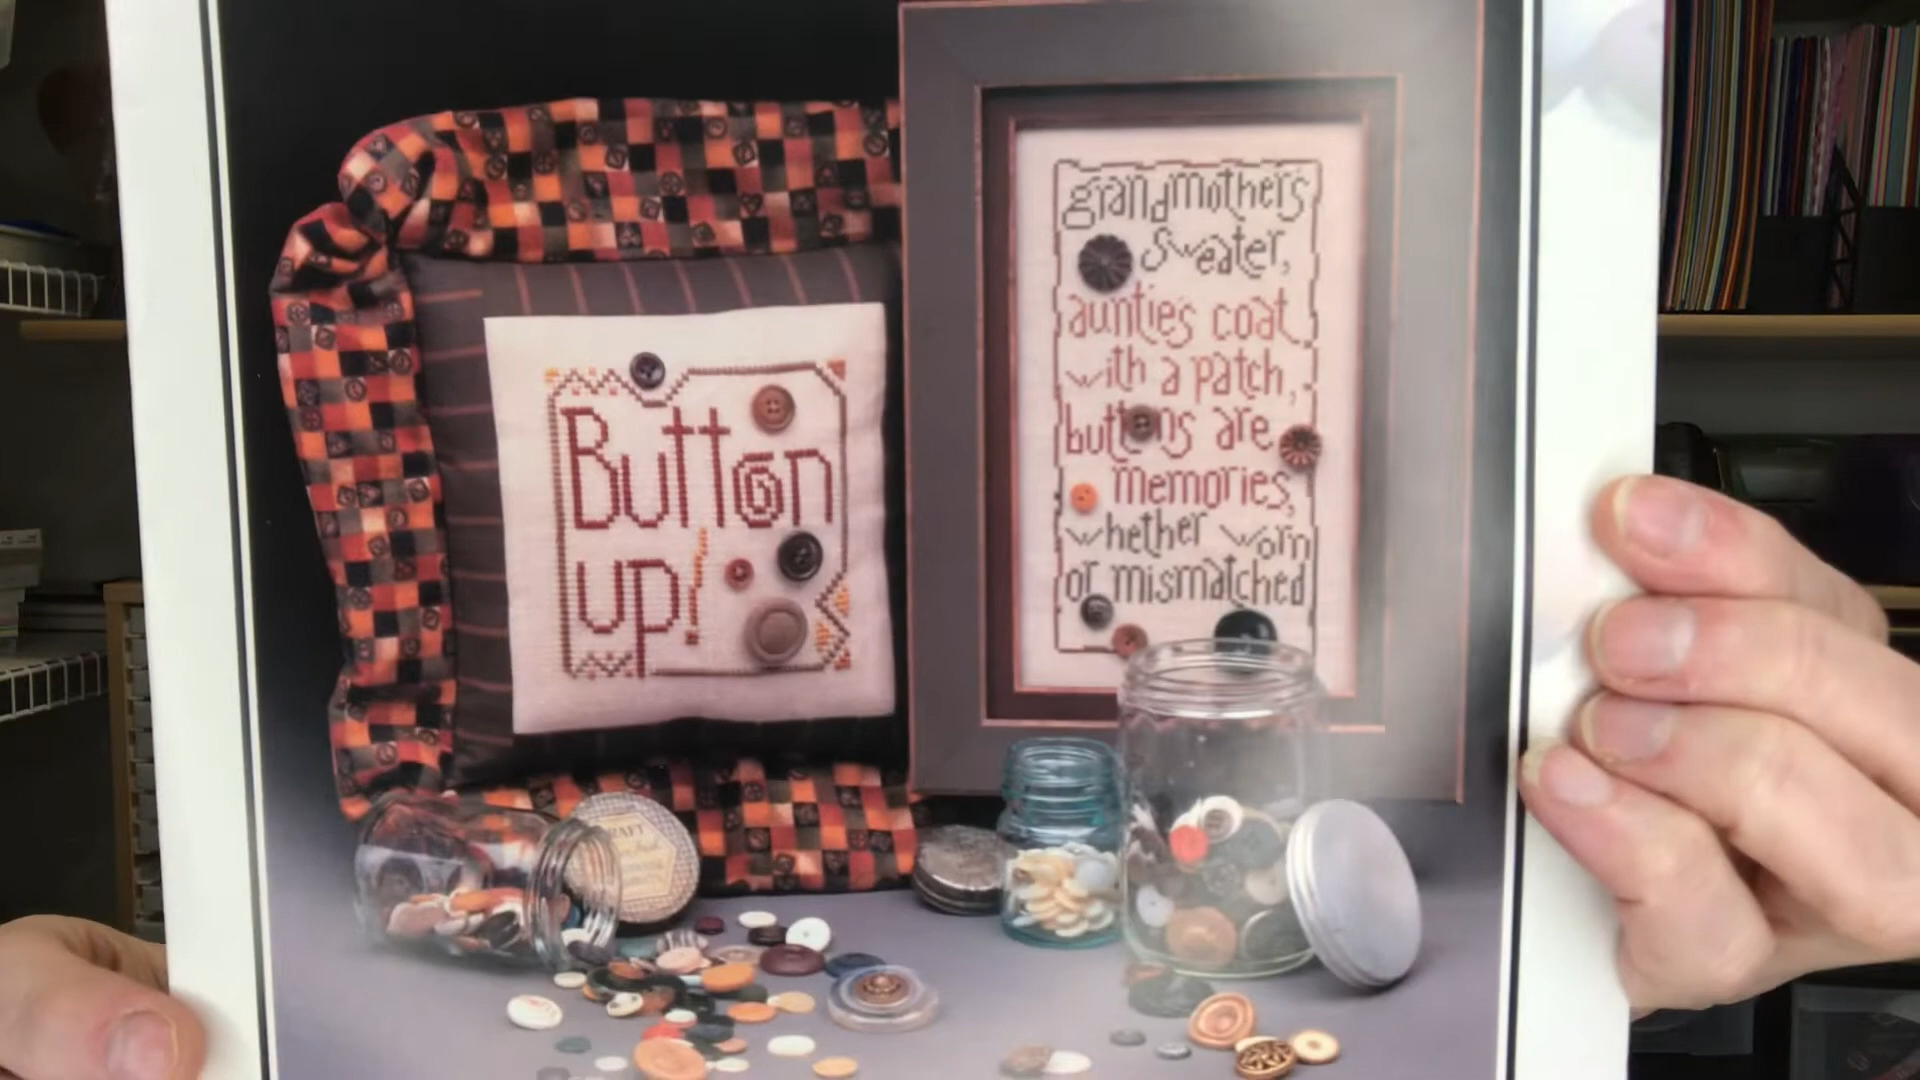 Button
up!
grandmothers
sweater,
aunties coat
with a patch,
buttons are
memories,
whether worn
or mismatched